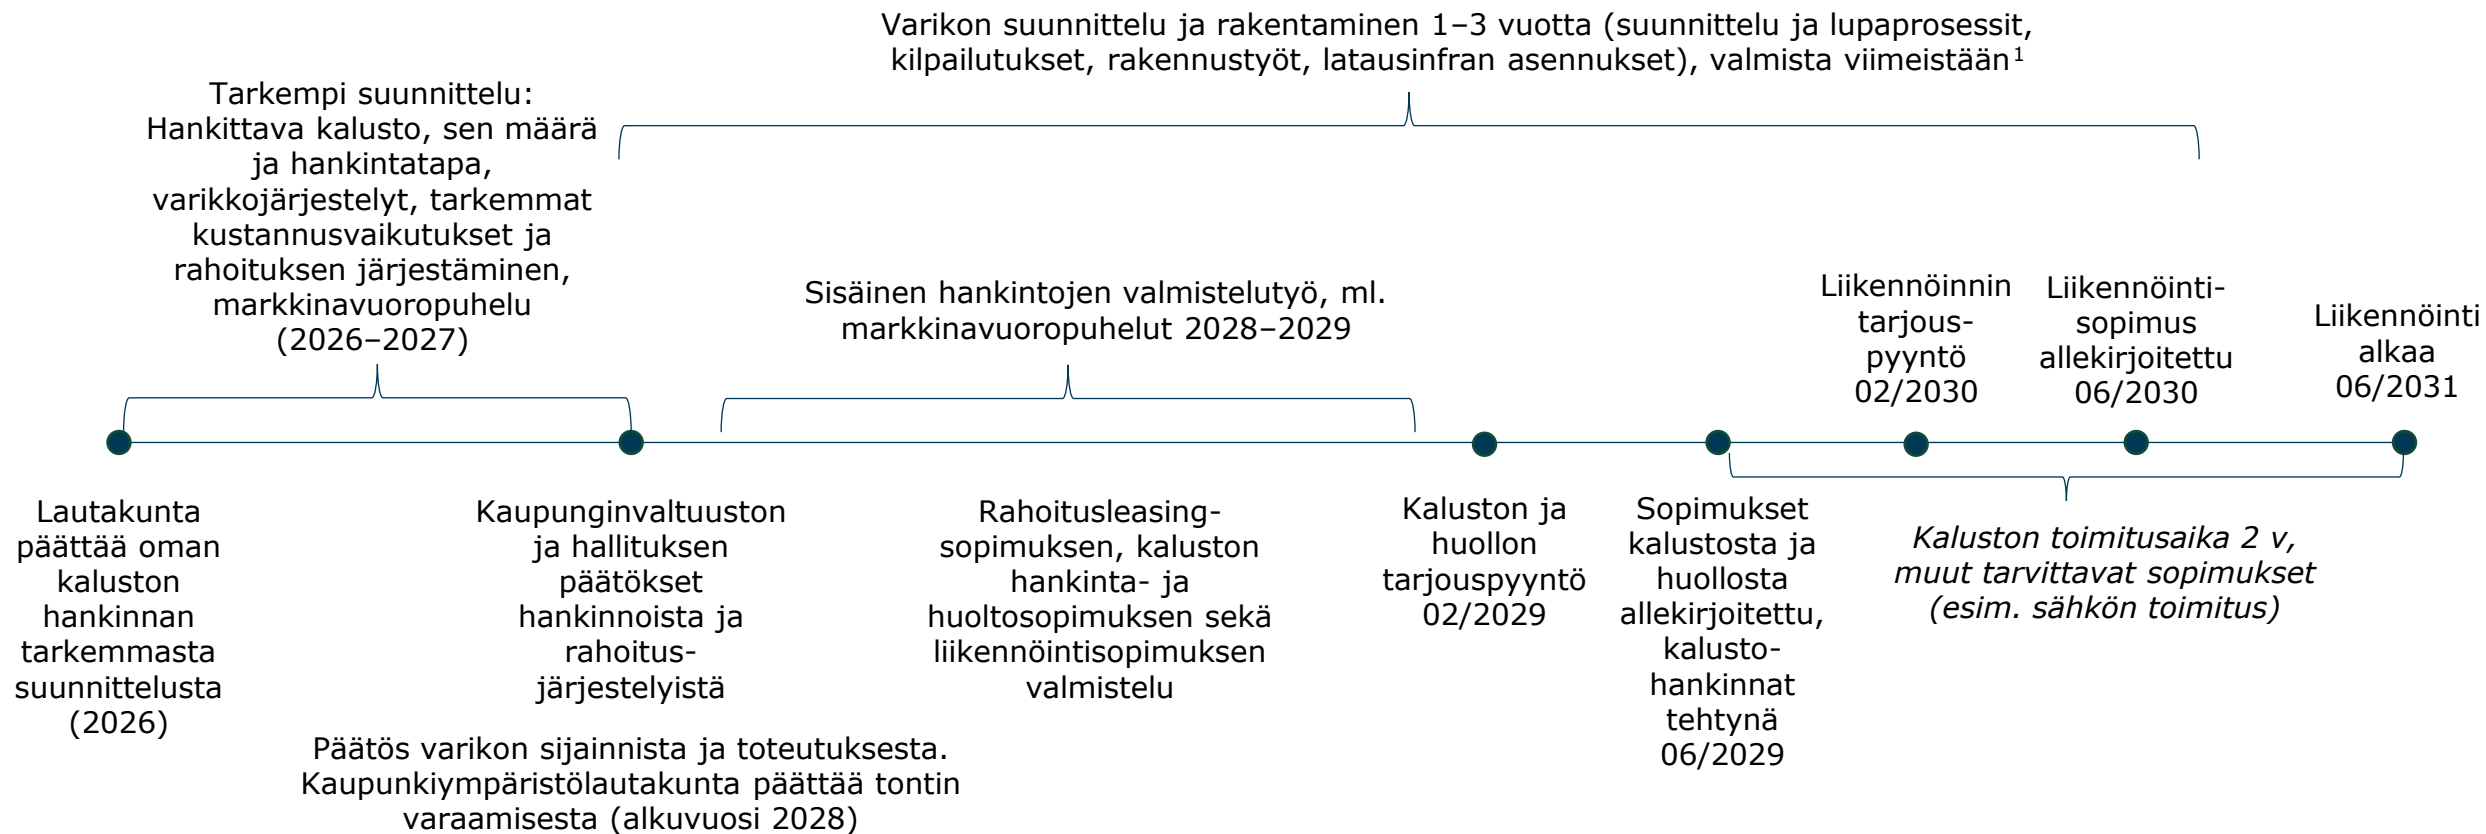 Varikon suunnittelu ja rakentaminen 1–3 vuotta (suunnittelu ja lupaprosessit,
kilpailutukset, rakennustyöt, latausinfran asennukset), valmista viimeistään¹
Tarkempi suunnittelu:
Hankittava kalusto, sen määrä
ja hankintatapa,
varikkojärjestelyt, tarkemmat
kustannusvaikutukset ja
rahoituksen järjestäminen,
markkinavuoropuhelu
(2026–2027)
Sisäinen hankintojen valmistelutyö, ml.
markkinavuoropuhelut 2028–2029
Liikennöinnin
tarjous-
pyyntö
02/2030
Liikennöinti-
sopimus
allekirjoitettu
06/2030
Liikennöinti
alkaa
06/2031
Lautakunta
päättää oman
kaluston
hankinnan
tarkemmasta
suunnittelusta
(2026)
Kaupunginvaltuuston
ja hallituksen
päätökset
hankinnoista ja
rahoitus-
järjestelyistä
Päätös varikon sijainnista ja toteutuksesta.
Kaupunkiympäristölautakunta päättää tontin
varaamisesta (alkuvuosi 2028)
Rahoitusleasing-
sopimuksen, kaluston
hankinta- ja
huoltosopimuksen sekä
liikennöintisopimuksen
valmistelu
Kaluston ja
huollon
tarjouspyyntö
02/2029
Sopimukset
kalustosta ja
huollosta
allekirjoitettu,
kalusto-
hankinnat
tehtynä
06/2029
Kaluston toimitusaika 2 v,
muut tarvittavat sopimukset
(esim. sähkön toimitus)